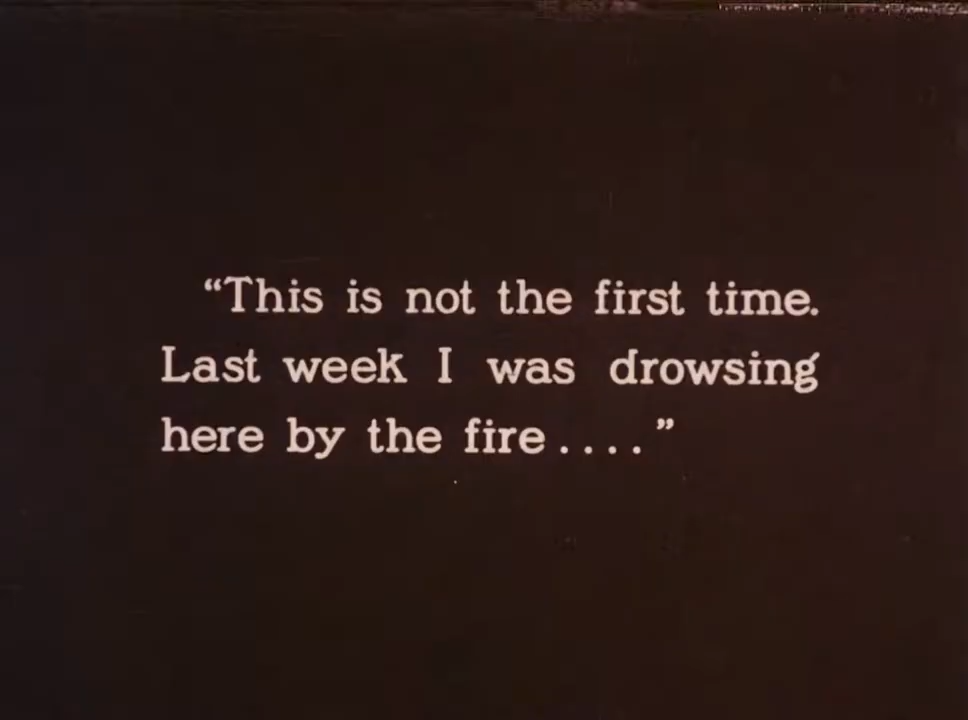 “This is not the first time.
Last week I was drowsing
here by the fire....”